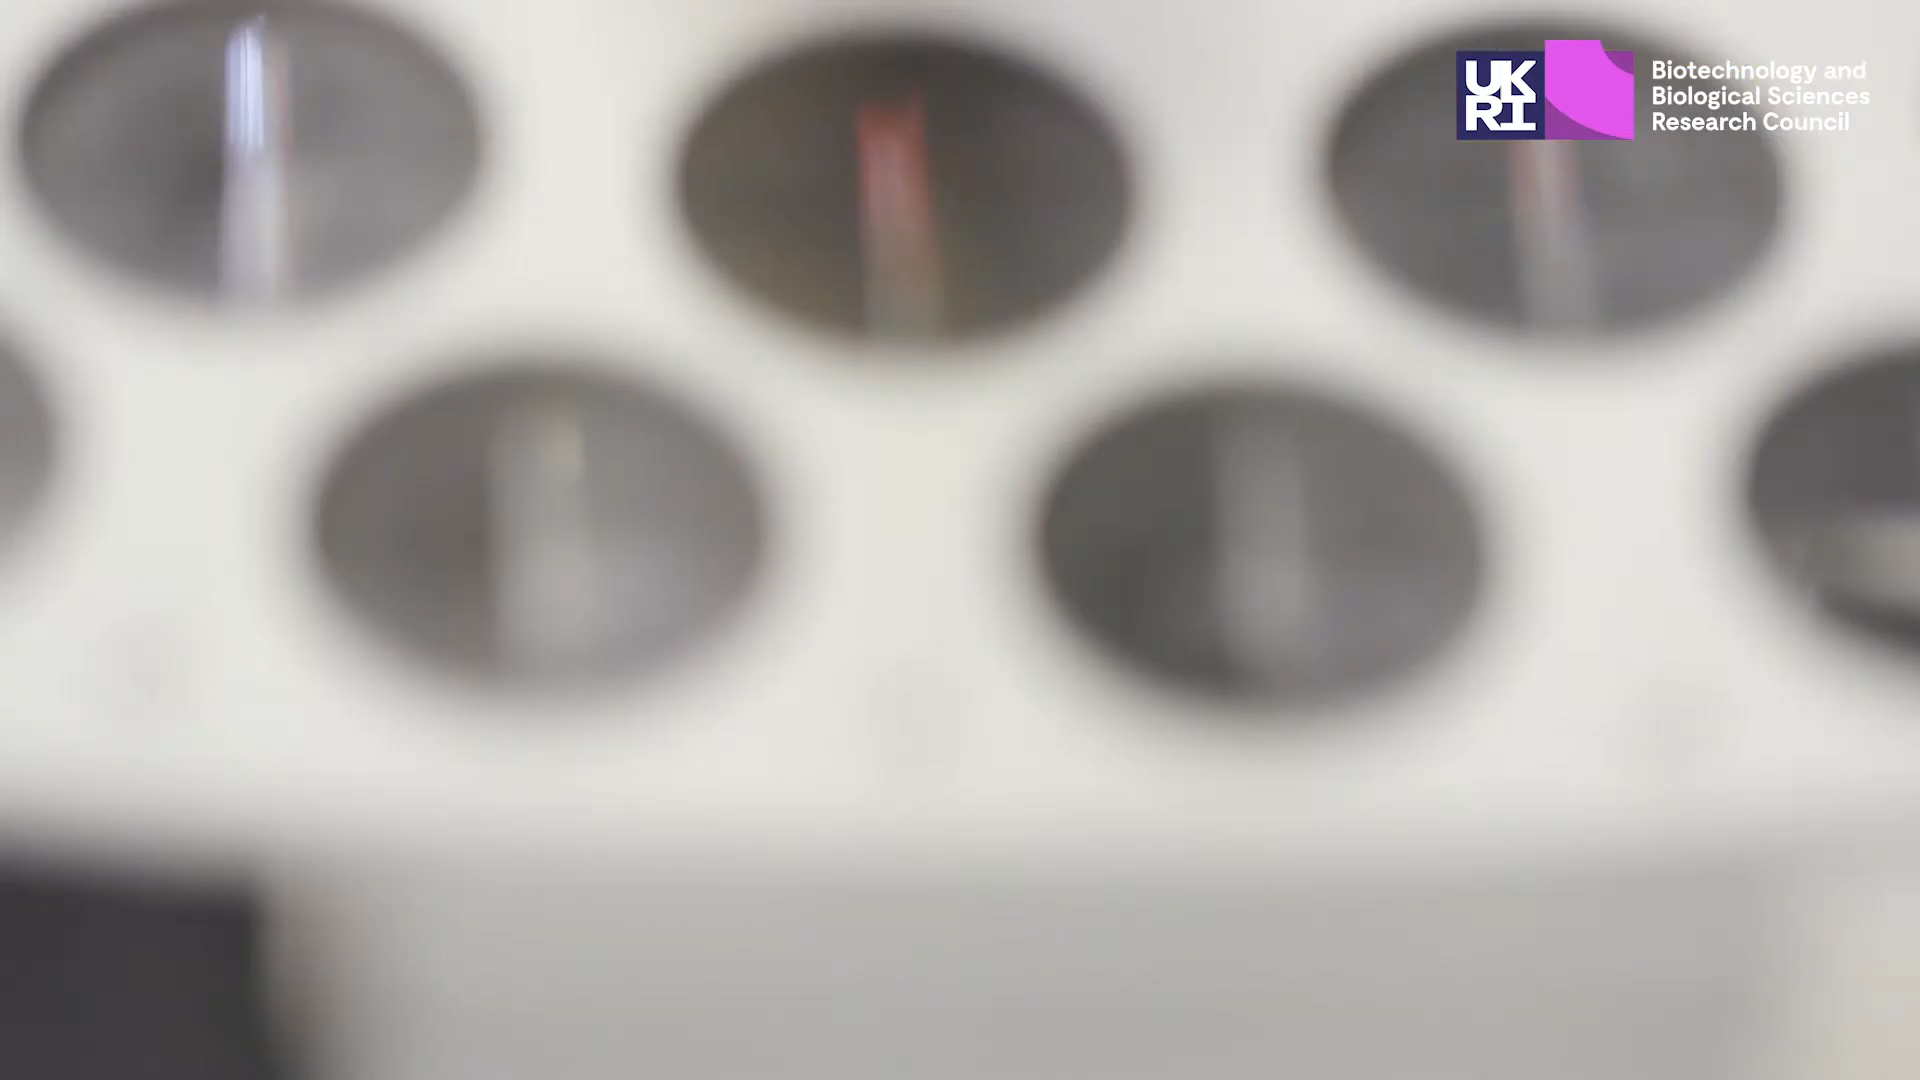 UK
RI
Biotechnology and
Biological Sciences
Research Council